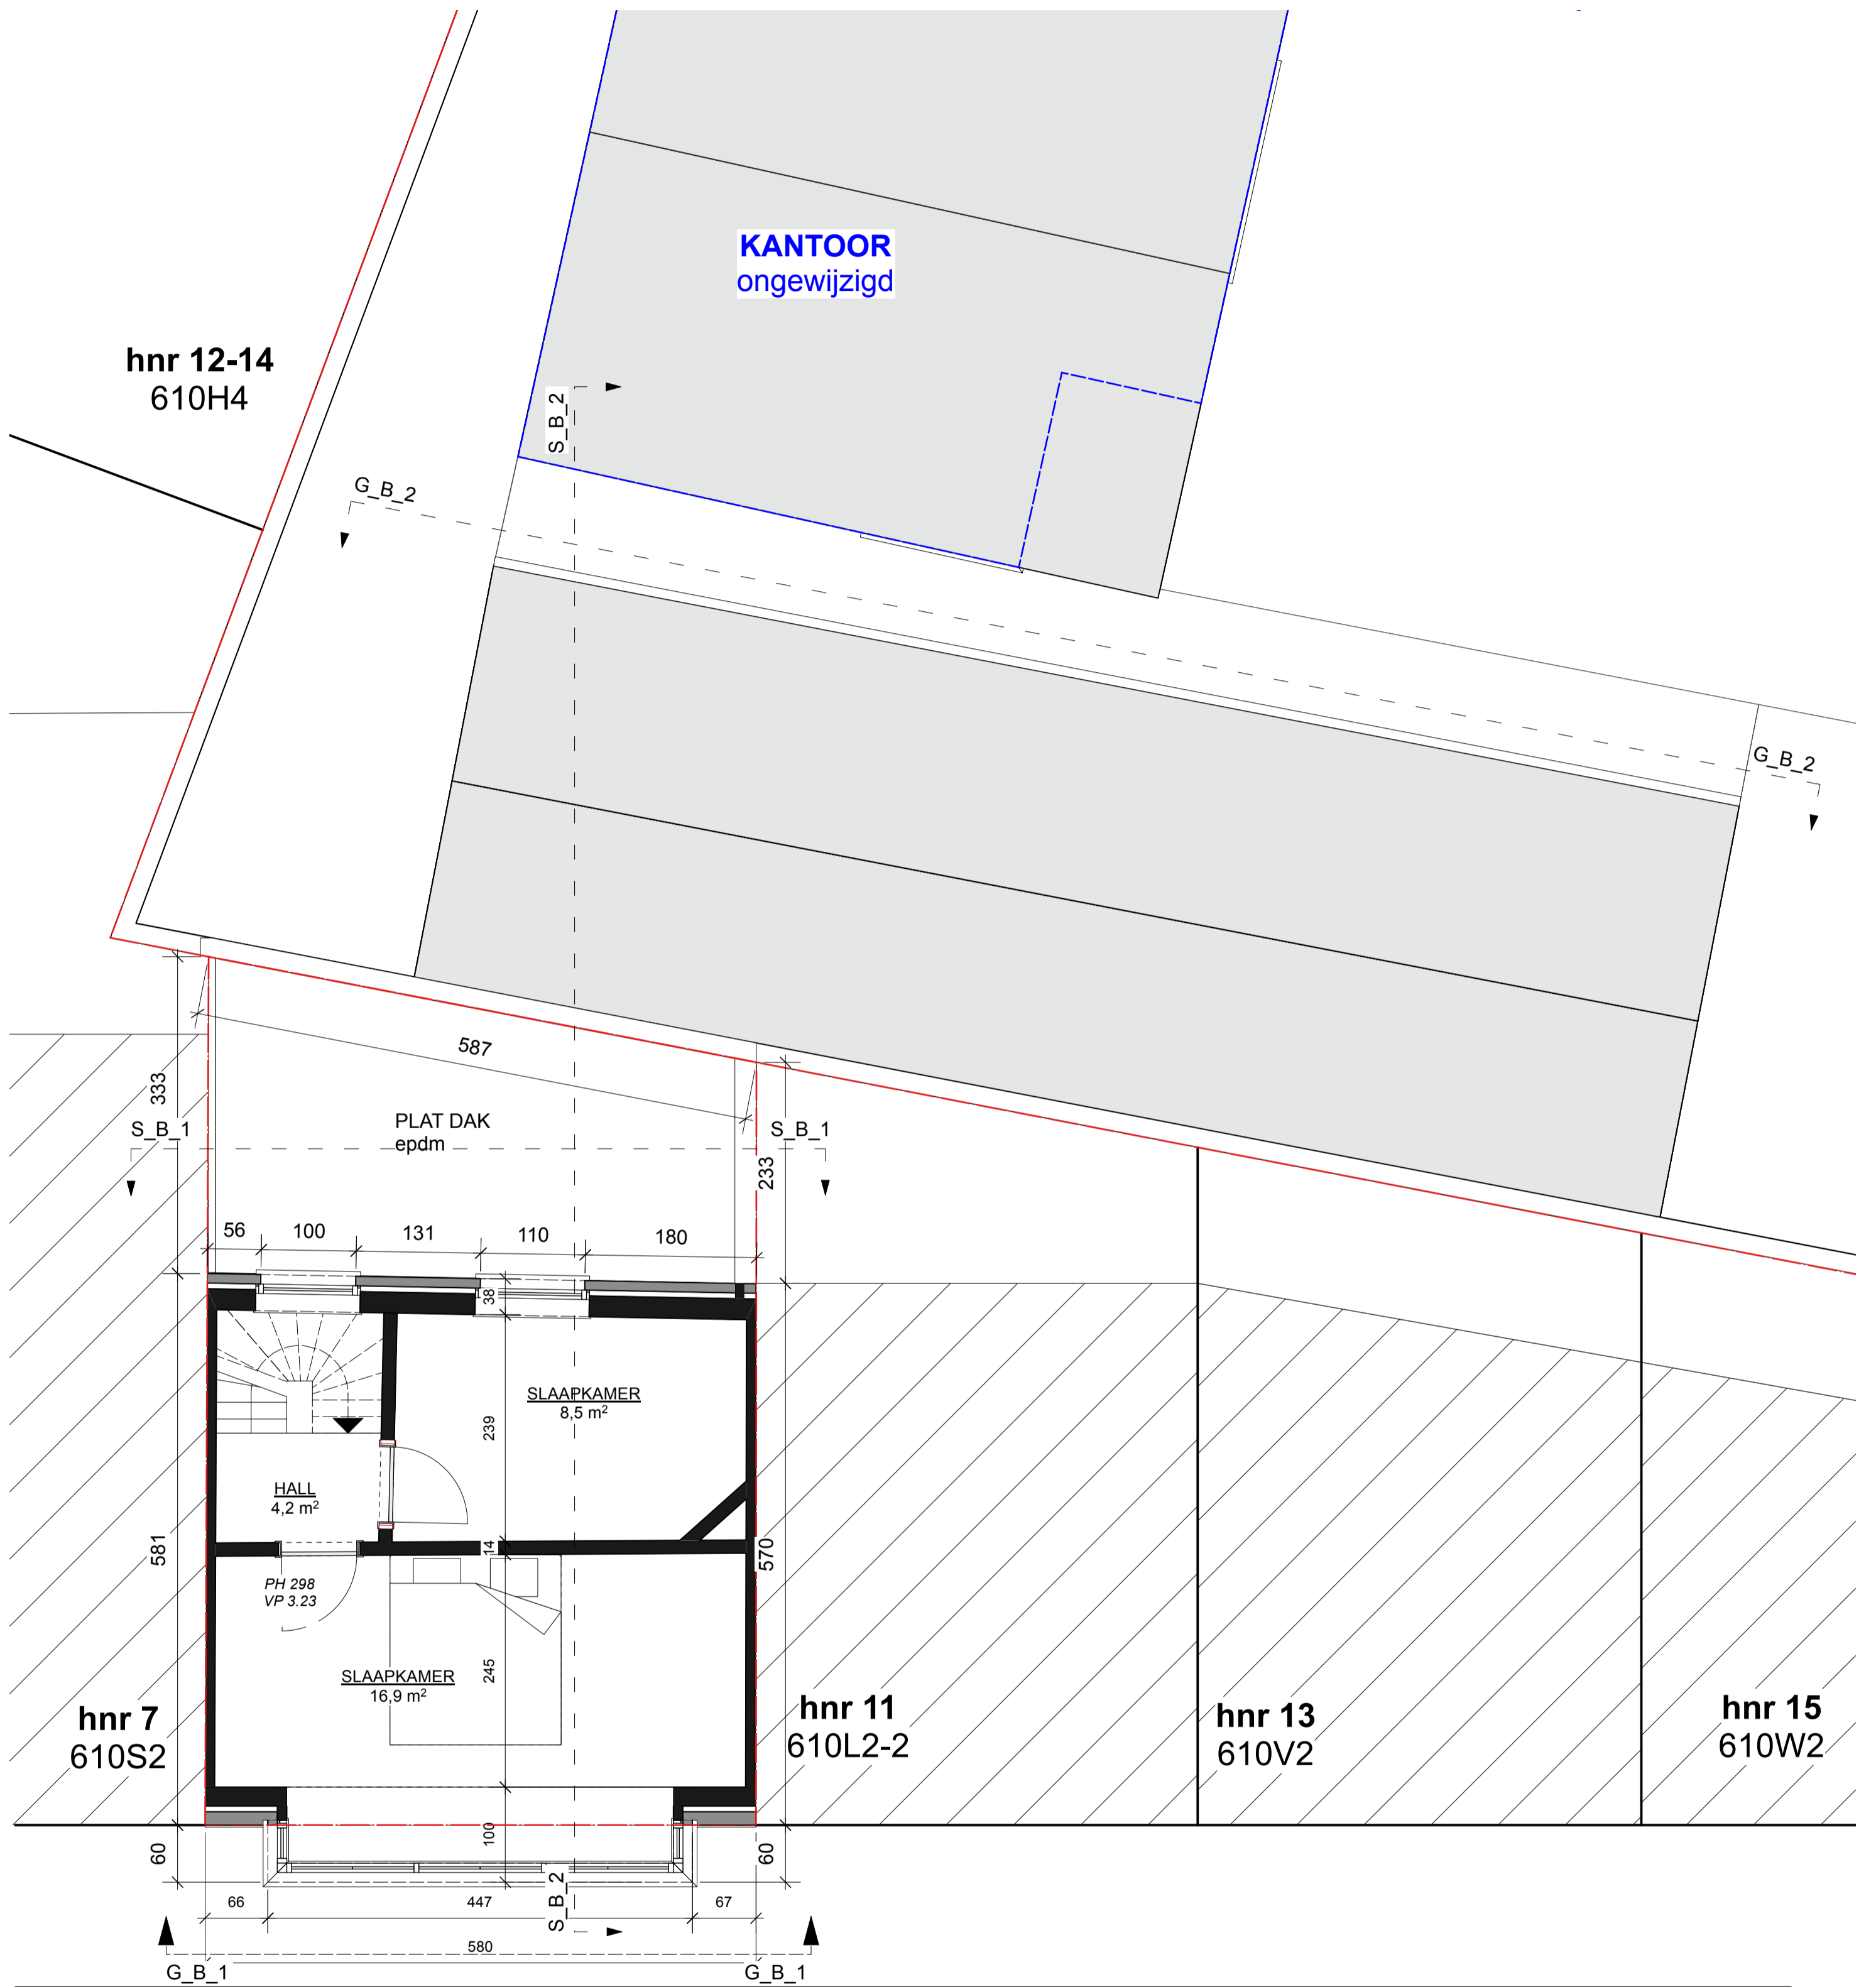 KANTOOR
ongewijzigd
hnr 12-14
610H4
S_B_2
G_B_2
G_B_2
587
333
PLAT DAK
epdm
S_B_1
S_B_1
233
56
100
131
110
180
38
SLAAPKAMER
8,5 m²
239
HALL
4,2 m²
581
14
570
PH 298
VP 3.23
SLAAPKAMER
16,9 m²
245
hnr 7
610S2
hnr 11
610L2-2
hnr 13
610V2
hnr 15
610W2
60
100
60
66
447
S_B_2
67
580
G_B_1
G_B_1